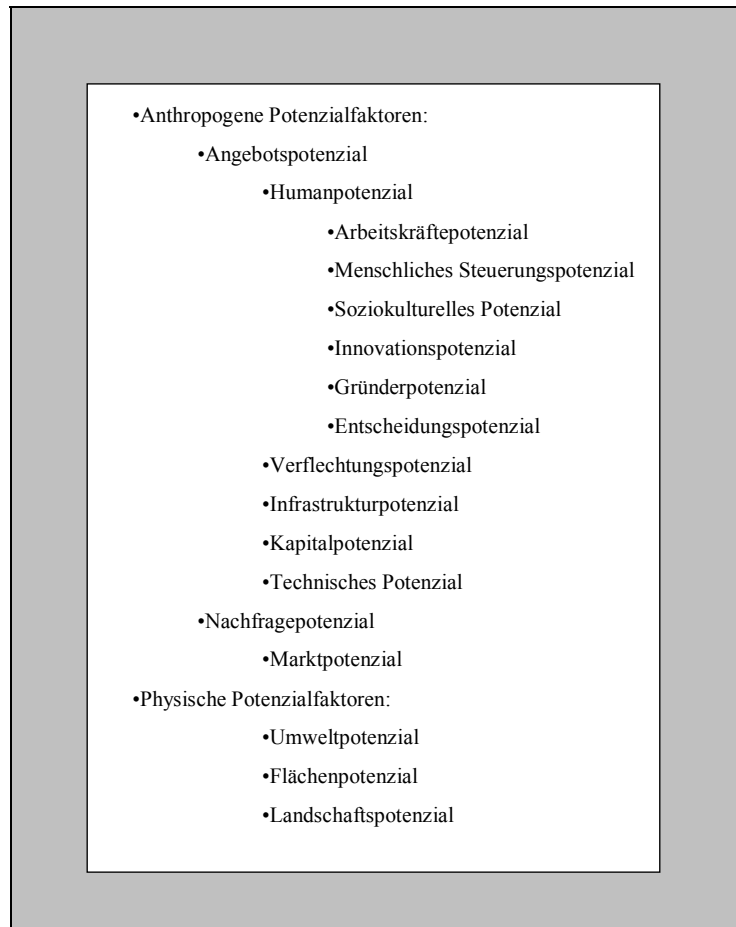 •Anthropogene Potenzialfaktoren:
•Angebotspotenzial
•Humanpotenzial
•Arbeitskräftepotenzial
•Menschliches Steuerungspotenzial
•Soziokulturelles Potenzial
•Innovationspotenzial
•Gründerpotenzial
•Entscheidungspotenzial
•Verflechtungspotenzial
•Infrastrukturpotenzial
•Kapitalpotenzial
•Technisches Potenzial
•Nachfragepotenzial
•Marktpotenzial
•Physische Potenzialfaktoren:
•Umweltpotenzial
•Flächenpotenzial
•Landschaftspotenzial